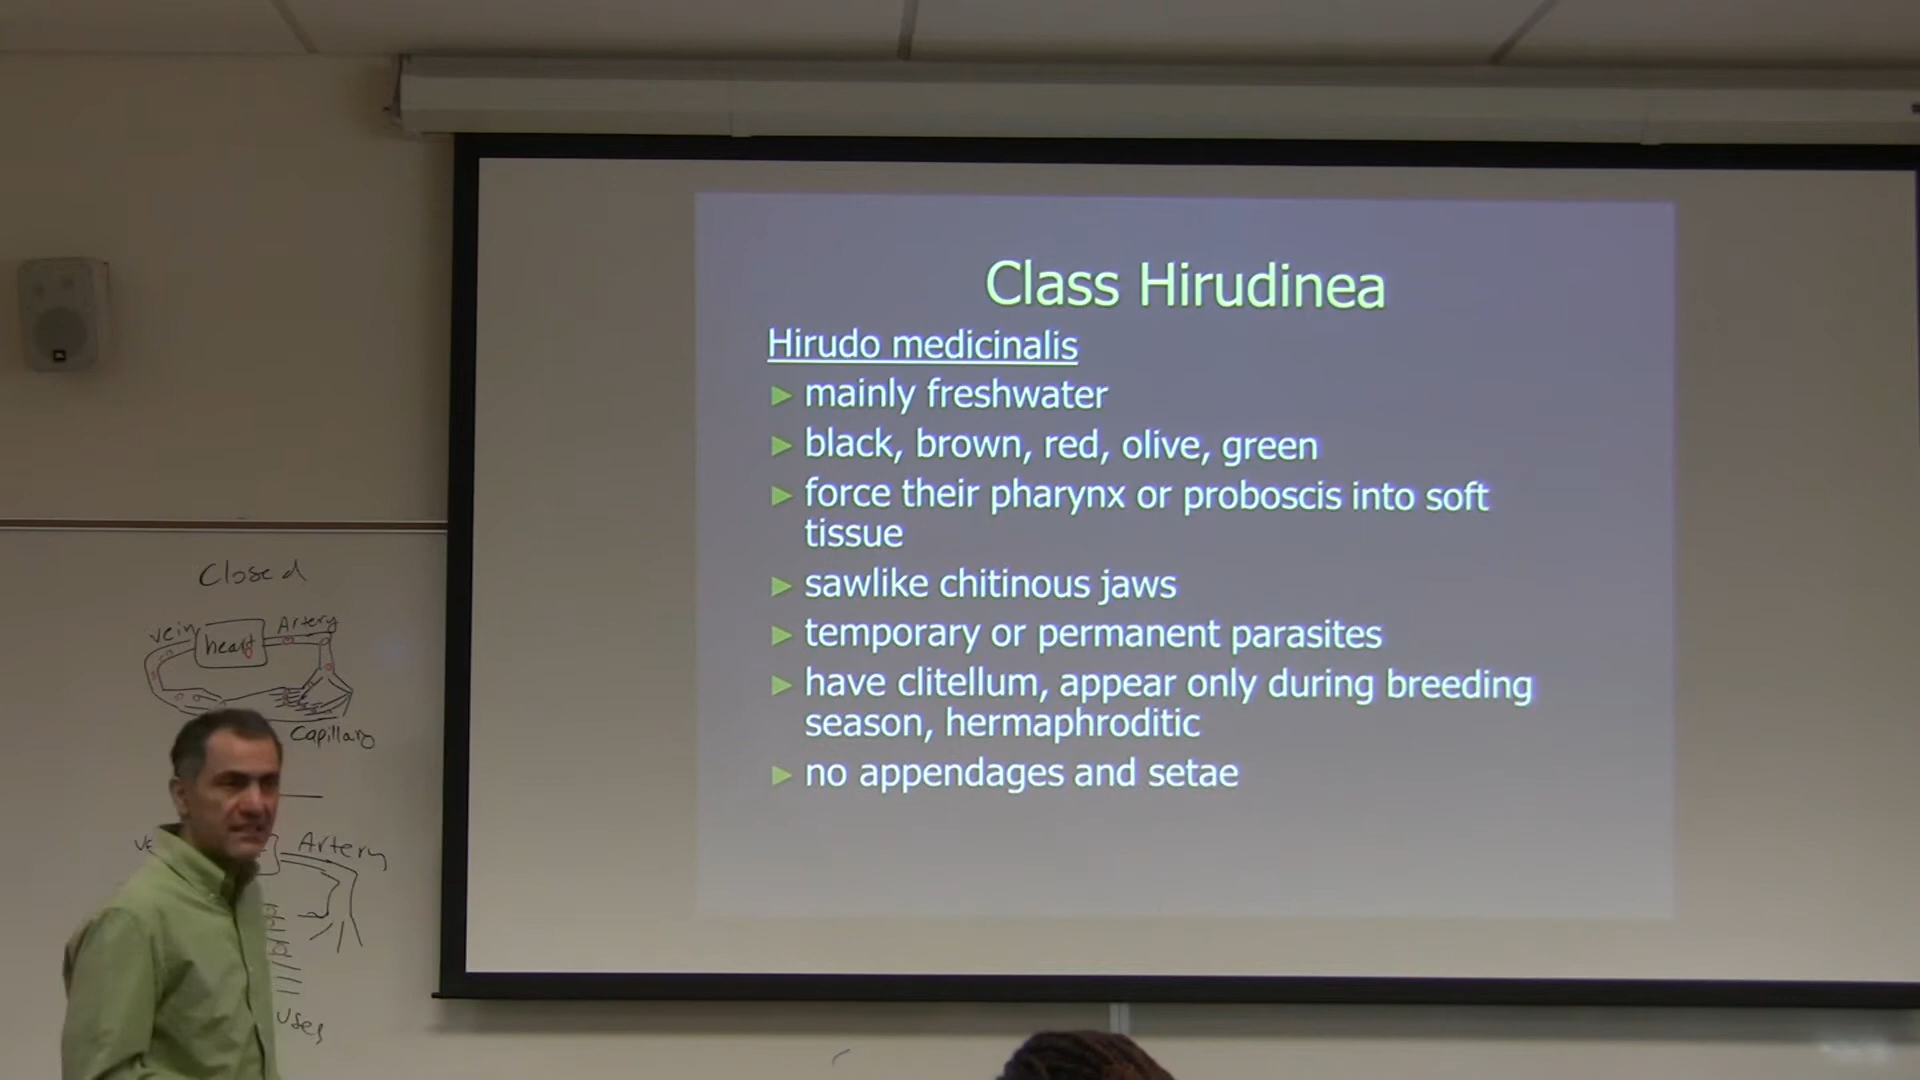 Class Hirudinea
Hirudo medicinalis
mainly freshwater
black, brown, red, olive, green
force their pharynx or proboscis into soft
tissue
sawlike chitinous jaws
temporary or permanent parasites
have clitellum, appear only during breeding
season, hermaphroditic
no appendages and setae
Closed
vein
heart
Artery
Capillary
Artery